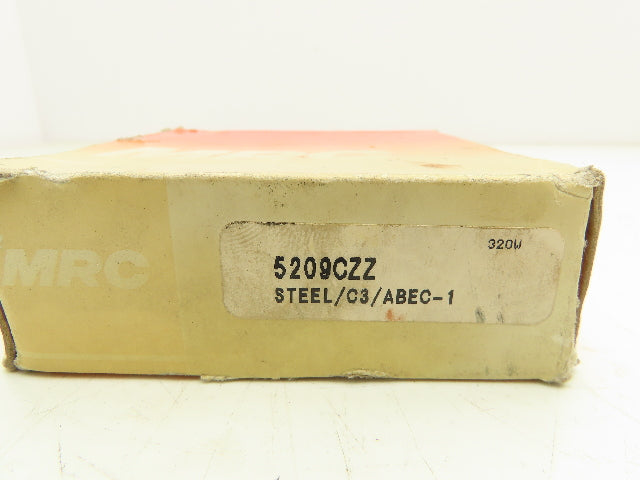 MRC
320W
5209CZZ
STEEL/C3/ABEC-1